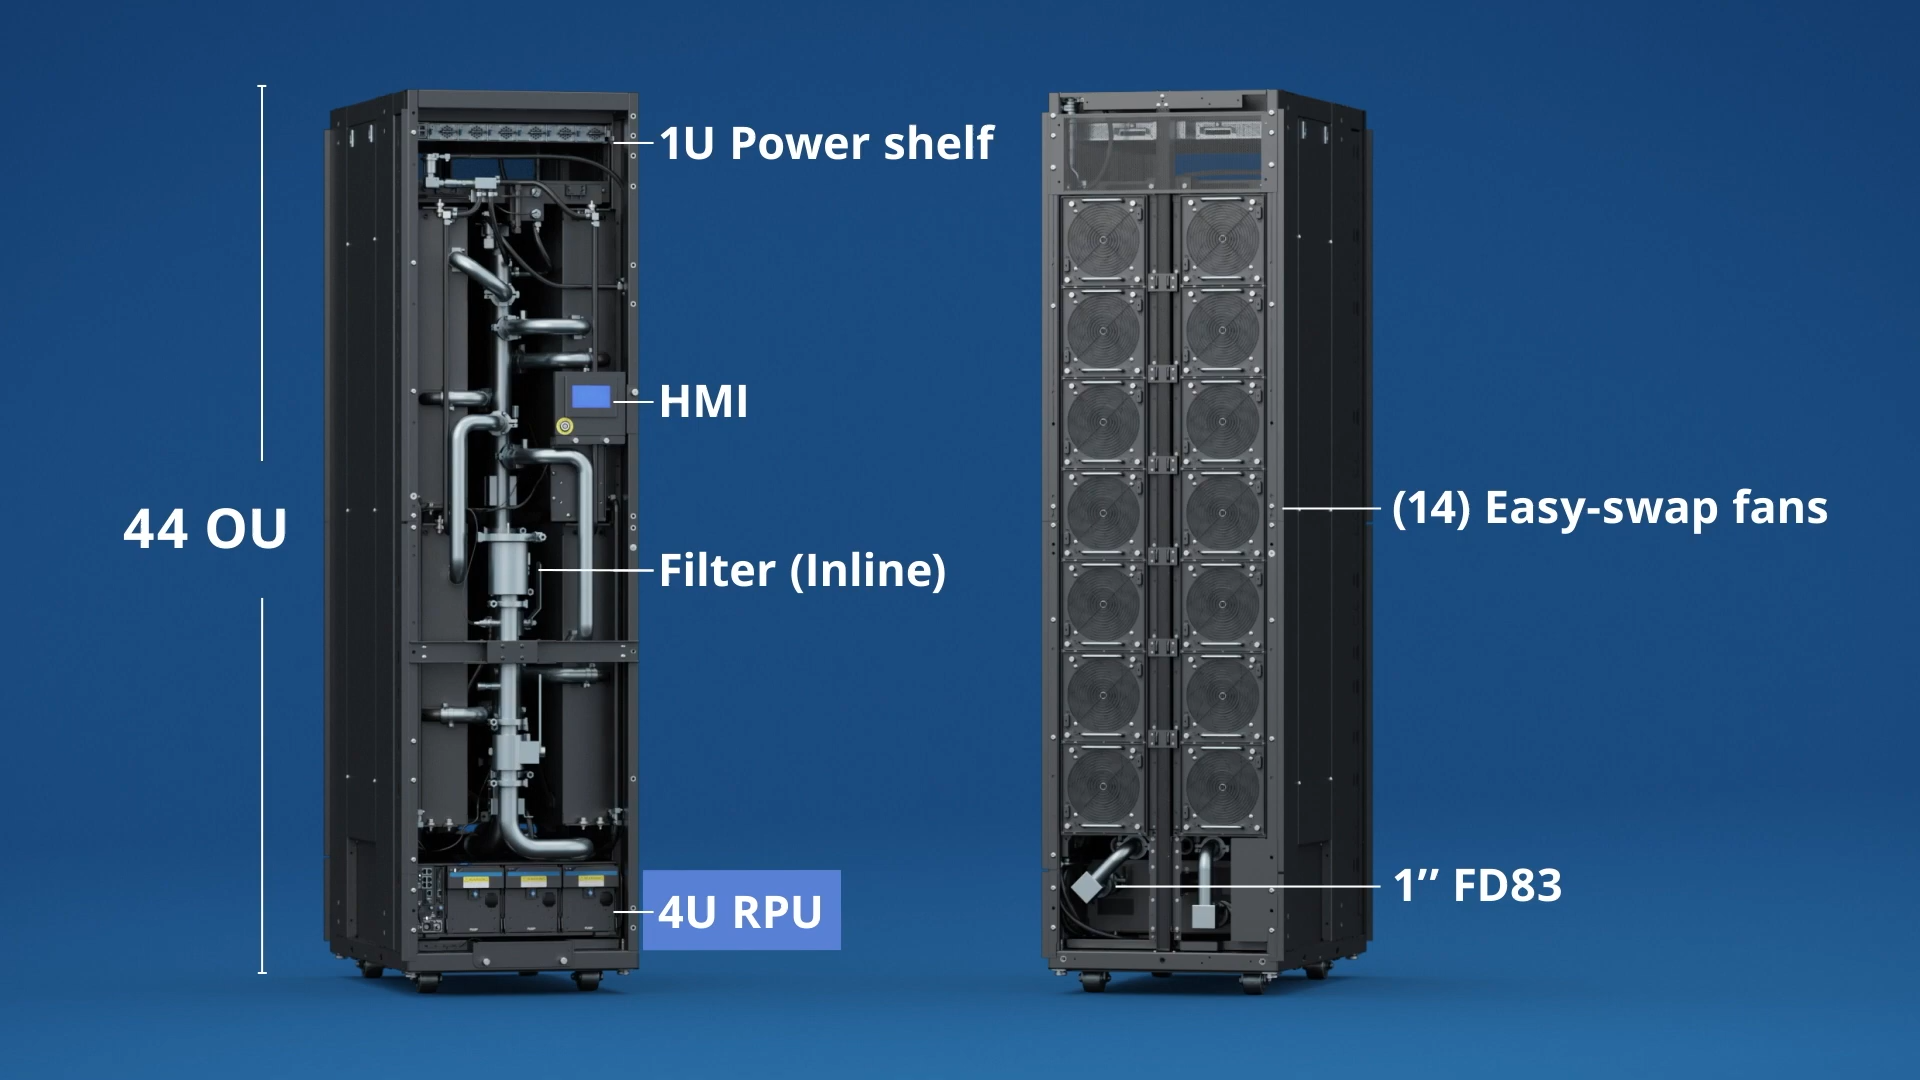 1U Power shelf
HMI
44 OU
(14) Easy-swap fans
Filter (Inline)
1” FD83
4U RPU